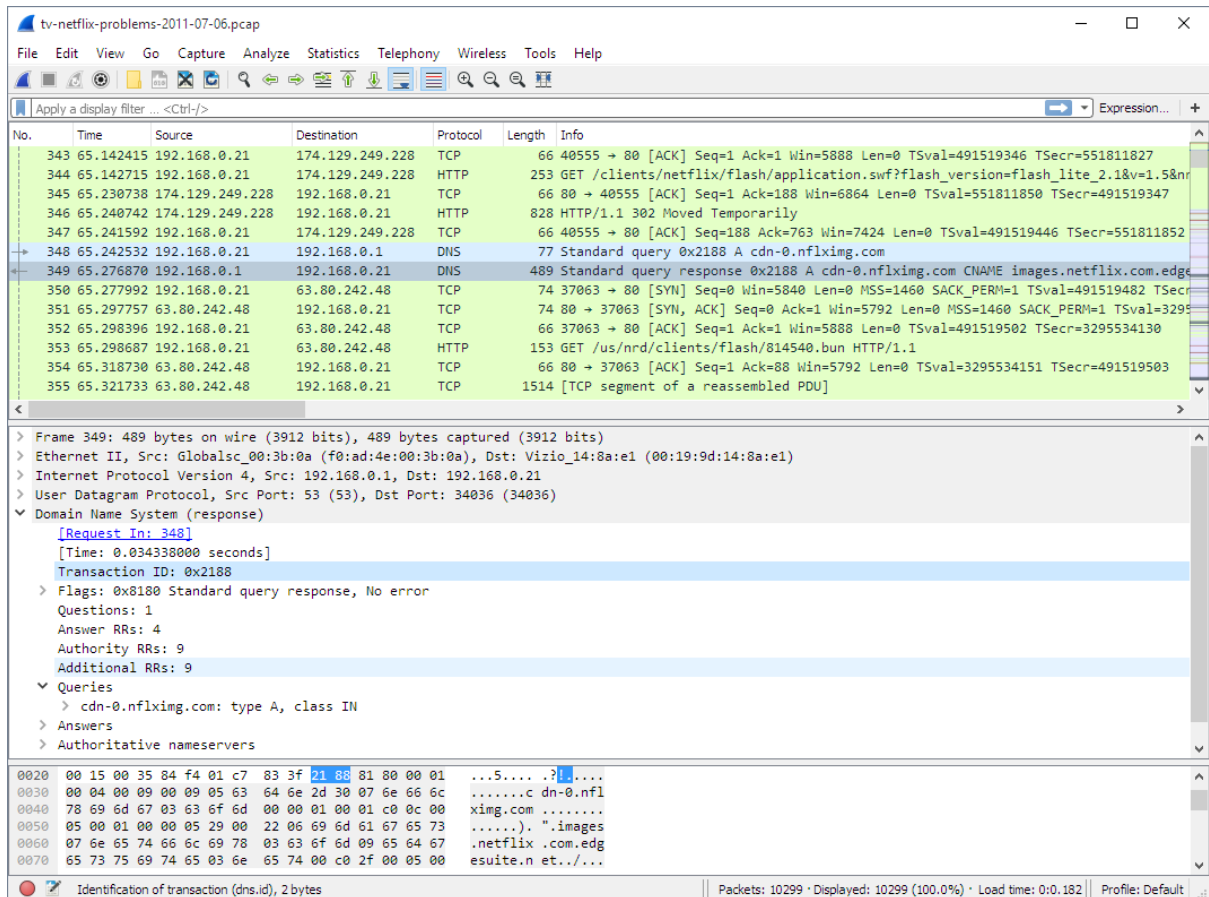 tv-netflix-problems-2011-07-06.pcap
File Edit View Go Capture Analyze Statistics Telephony Wireless Tools Help
Apply a display filter ... <Ctrl-/> Expression... +
No. Time Source Destination Protocol Length Info
343 65.142415 192.168.0.21 174.129.249.228 TCP 66 40555 → 80 [ACK] Seq=1 Ack=1 Win=5888 Len=0 TSval=491519346 TSecr=551811827
344 65.142715 192.168.0.21 174.129.249.228 HTTP 253 GET /clients/netflix/flash/application.swf?flash_version=flash_lite_2.1&v=1.5&nr
345 65.230738 174.129.249.228 192.168.0.21 TCP 66 80 → 40555 [ACK] Seq=1 Ack=188 Win=6864 Len=0 TSval=551811850 TSecr=491519347
346 65.240742 174.129.249.228 192.168.0.21 HTTP 828 HTTP/1.1 302 Moved Temporarily
347 65.241592 192.168.0.21 174.129.249.228 TCP 66 40555 → 80 [ACK] Seq=188 Ack=763 Win=7424 Len=0 TSval=491519446 TSecr=551811852
348 65.242532 192.168.0.21 192.168.0.1 DNS 77 Standard query 0x2188 A cdn-0.nflximg.com
349 65.276870 192.168.0.1 192.168.0.21 DNS 489 Standard query response 0x2188 A cdn-0.nflximg.com CNAME images.netflix.com.edge
350 65.277992 192.168.0.21 63.80.242.48 TCP 74 37063 → 80 [SYN] Seq=0 Win=5840 Len=0 MSS=1460 SACK_PERM=1 TSval=491519482 TSecr
351 65.297757 63.80.242.48 192.168.0.21 TCP 74 80 → 37063 [SYN, ACK] Seq=0 Ack=1 Win=5792 Len=0 MSS=1460 SACK_PERM=1 TSval=3295
352 65.298396 192.168.0.21 63.80.242.48 TCP 66 37063 → 80 [ACK] Seq=1 Ack=1 Win=5888 Len=0 TSval=491519502 TSecr=3295534130
353 65.298687 192.168.0.21 63.80.242.48 HTTP 153 GET /us/nrd/clients/flash/814540.bun HTTP/1.1
354 65.318730 63.80.242.48 192.168.0.21 TCP 66 80 → 37063 [ACK] Seq=1 Ack=88 Win=5792 Len=0 TSval=3295534151 TSecr=491519503
355 65.321733 63.80.242.48 192.168.0.21 TCP 1514 [TCP segment of a reassembled PDU]
Frame 349: 489 bytes on wire (3912 bits), 489 bytes captured (3912 bits)
Ethernet II, Src: Globalsc_00:3b:0a (f0:ad:4e:00:3b:0a), Dst: Vizio_14:8a:e1 (00:19:9d:14:8a:e1)
Internet Protocol Version 4, Src: 192.168.0.1, Dst: 192.168.0.21
User Datagram Protocol, Src Port: 53 (53), Dst Port: 34036 (34036)
Domain Name System (response)
[Request In: 348]
[Time: 0.034338000 seconds]
Transaction ID: 0x2188
Flags: 0x8180 Standard query response, No error
Questions: 1
Answer RRs: 4
Authority RRs: 9
Additional RRs: 9
Queries
cdn-0.nflximg.com: type A, class IN
Answers
Authoritative nameservers
0020 00 15 00 35 84 f4 01 c7 83 3f 21 88 81 80 00 01 ...5.... .?!.....
0030 00 04 00 09 00 09 05 63 64 6e 2d 30 07 6e 66 6c .......c dn-0.nfl
0040 78 69 6d 67 03 63 6f 6d 00 00 01 00 01 c0 0c 00 ximg.com ........
0050 05 00 01 00 00 05 29 00 22 06 69 6d 61 67 65 73 ......). ".images
0060 07 6e 65 74 66 6c 69 78 03 63 6f 6d 09 65 64 67 .netflix .com.edg
0070 65 73 75 69 74 65 03 6e 65 74 00 c0 2f 00 05 00 esuite.n et../...
Identification of transaction (dns.id), 2 bytes Packets: 10299 · Displayed: 10299 (100.0%) · Load time: 0:0.182 Profile: Default